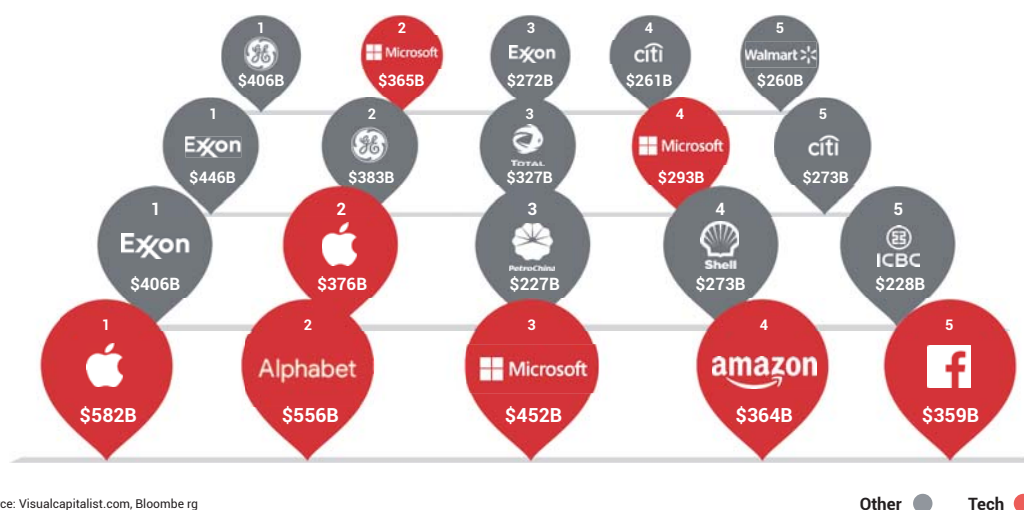 1 2 3 4 5
Microsoft Exxon citi Walmart
$406B $365B $272B $261B $260B
1 2 3 4 5
Exxon TOTAL Microsoft citi
$446B $383B $327B $293B $273B
1 2 3 4 5
Exxon PetroChina Shell ICBC
$406B $376B $227B $273B $228B
1 2 3 4 5
Alphabet Microsoft amazon f
$582B $556B $452B $364B $359B
ce: Visualcapitalist.com, Bloombe rg Other Tech